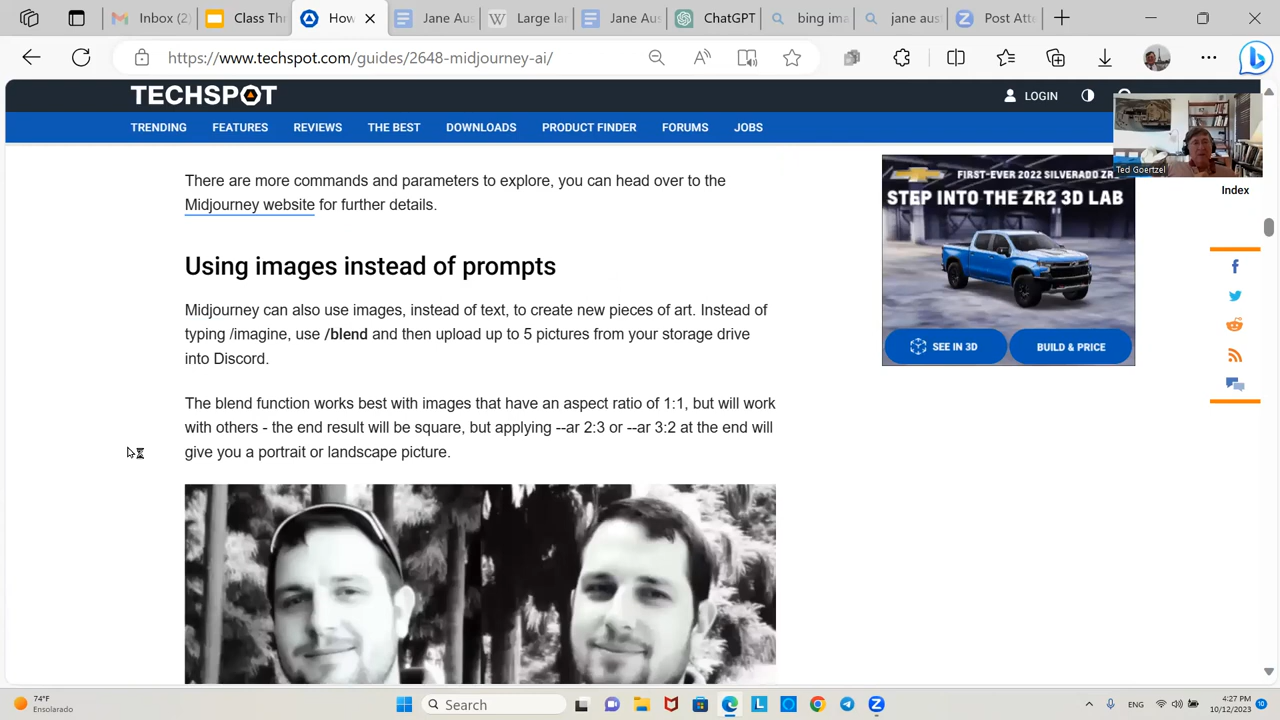 Inbox (2)
Class Thr
How
Jane Aus
Large lan
Jane Aus
ChatGPT
bing ima
jane aust
Post Atte
https://www.techspot.com/guides/2648-midjourney-ai/
TECHSPOT
LOGIN
TRENDING FEATURES REVIEWS THE BEST DOWNLOADS PRODUCT FINDER FORUMS JOBS
Ted Goertzel
Index
There are more commands and parameters to explore, you can head over to the
Midjourney website for further details.
Using images instead of prompts
Midjourney can also use images, instead of text, to create new pieces of art. Instead of
typing /imagine, use /blend and then upload up to 5 pictures from your storage drive
into Discord.
The blend function works best with images that have an aspect ratio of 1:1, but will work
with others - the end result will be square, but applying --ar 2:3 or --ar 3:2 at the end will
give you a portrait or landscape picture.
FIRST-EVER 2022 SILVERADO ZR
STEP INTO THE ZR2 3D LAB
SEE IN 3D
BUILD & PRICE
74°F
Ensolarado
Search
ENG
4:27 PM
10/12/2023